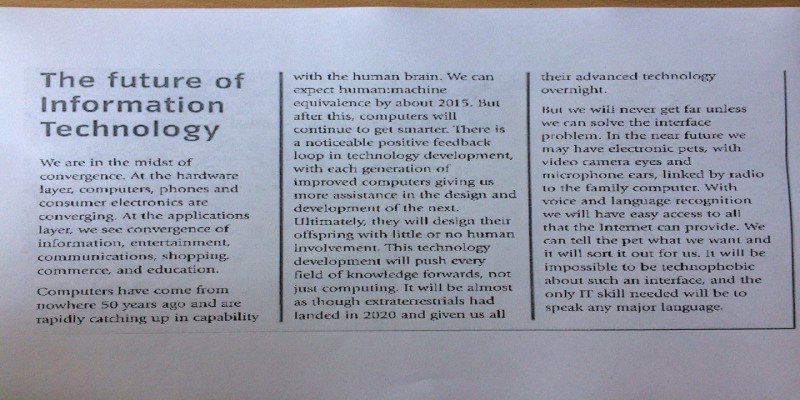 The future of
Information
Technology
We are in the midst of
convergence. At the hardware
layer, computers, phones and
consumer electronics are
converging. At the applications
layer, we see convergence of
information, entertainment,
communications, shopping,
commerce, and education.
Computers have come from
nowhere 50 years ago and are
rapidly catching up in capability
with the human brain. We can
expect human:machine
equivalence by about 2015. But
after this, computers will
continue to get smarter. There is
a noticeable positive feedback
loop in technology development,
with each generation of
improved computers giving us
more assistance in the design and
development of the next.
Ultimately, they will design their
offspring with little or no human
involvement. This technology
development will push every
field of knowledge forwards, not
just computing. It will be almost
as though extraterrestrials had
landed in 2020 and given us all
their advanced technology
overnight.
But we will never get far unless
we can solve the interface
problem. In the near future we
may have electronic pets, with
video camera eyes and
microphone ears, linked by radio
to the family computer. With
voice and language recognition
we will have easy access to all
that the Internet can provide. We
can tell the pet what we want and
it will sort it out for us. It will be
impossible to be technophobic
about such an interface, and the
only IT skill needed will be to
speak any major language.